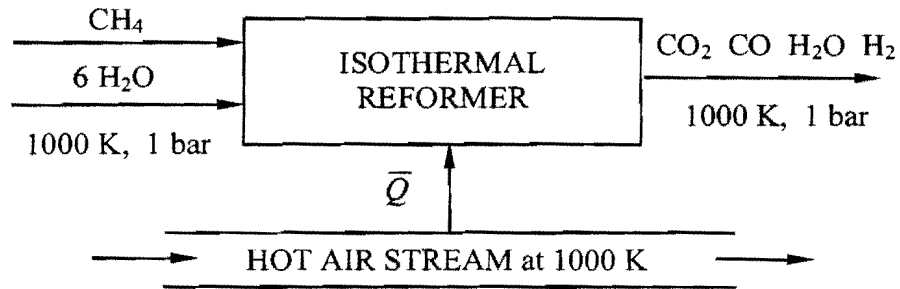 CH₄
6 H₂O
1000 K, 1 bar
ISOTHERMAL
REFORMER
CO₂ CO H₂O H₂
1000 K, 1 bar
Q̅
HOT AIR STREAM at 1000 K